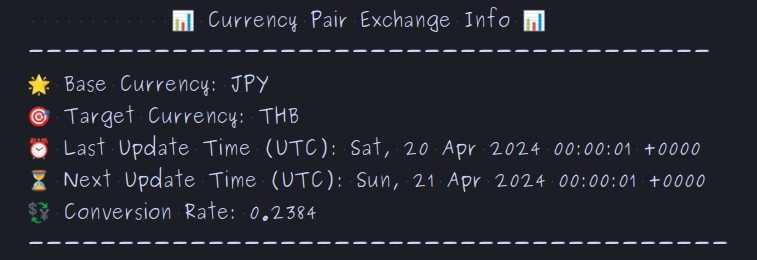 📊 Currency Pair Exchange Info 📊
--------------------------------------
🌟 Base Currency: JPY
🎯 Target Currency: THB
⏰ Last Update Time (UTC): Sat, 20 Apr 2024 00:00:01 +0000
⏳ Next Update Time (UTC): Sun, 21 Apr 2024 00:00:01 +0000
💱 Conversion Rate: 0.2384
---------------------------------------